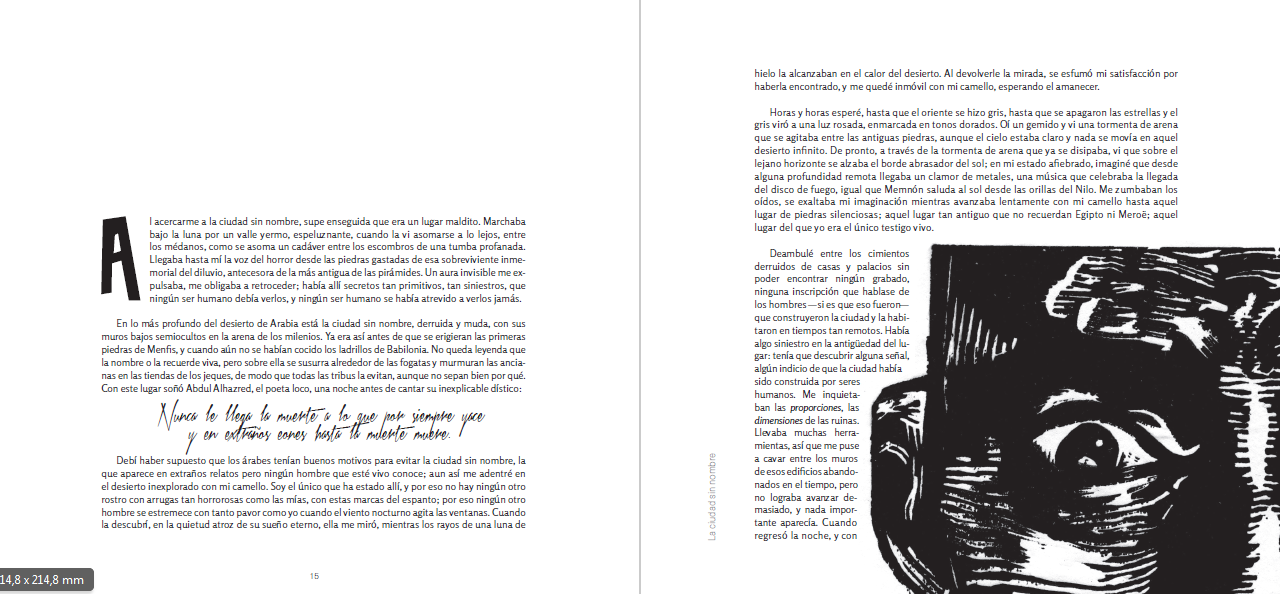 Al acercarme a la ciudad sin nombre, supe enseguida que era un lugar maldito. Marchaba
bajo la luna por un valle yermo, espeluznante, cuando la vi asomarse a lo lejos, entre
los médanos, como se asoma un cadáver entre los escombros de una tumba profanada.
Llegaba hasta mí la voz del horror desde las piedras gastadas de esa sobreviviente inme-
morial del diluvio, antecesora de la más antigua de las pirámides. Un aura invisible me ex-
pulsaba, me obligaba a retroceder; había allí secretos tan primitivos, tan siniestros, que
ningún ser humano debía verlos, y ningún ser humano se había atrevido a verlos jamás.
En lo más profundo del desierto de Arabia está la ciudad sin nombre, derruida y muda, con sus
muros bajos semiocultos en la arena de los milenios. Ya era así antes de que se erigieran las primeras
piedras de Menfis, y cuando aún no se habían cocido los ladrillos de Babilonia. No queda leyenda que
la nombre o la recuerde viva, pero sobre ella se susurra alrededor de las fogatas y murmuran las ancia-
nas en las tiendas de los jeques, de modo que todas las tribus la evitan, aunque no sepan bien por qué.
Con este lugar soñó Abdul Alhazred, el poeta loco, una noche antes de cantar su inexplicable dístico:
Nunca le llega la muerte a lo que por siempre yace
y en extraños eones hasta la muerte muere.
Debí haber supuesto que los árabes tenían buenos motivos para evitar la ciudad sin nombre, la
que aparece en extraños relatos pero ningún hombre que esté vivo conoce; aun así me adentré en
el desierto inexplorado con mi camello. Soy el único que ha estado allí, y por eso no hay ningún otro
rostro con arrugas tan horrorosas como las mías, con estas marcas del espanto; por eso ningún otro
hombre se estremece con tanto pavor como yo cuando el viento nocturno agita las ventanas. Cuando
la descubrí, en la quietud atroz de su sueño eterno, ella me miró, mientras los rayos de una luna de
15
14,8 x 214,8 mm
hielo la alcanzaban en el calor del desierto. Al devolverle la mirada, se esfumó mi satisfacción por
haberla encontrado, y me quedé inmóvil con mi camello, esperando el amanecer.
Horas y horas esperé, hasta que el oriente se hizo gris, hasta que se apagaron las estrellas y el
gris viró a una luz rosada, enmarcada en tonos dorados. Oí un gemido y vi una tormenta de arena
que se agitaba entre las antiguas piedras, aunque el cielo estaba claro y nada se movía en aquel
desierto infinito. De pronto, a través de la tormenta de arena que ya se disipaba, vi que sobre el
lejano horizonte se alzaba el borde abrasador del sol; en mi estado afiebrado, imaginé que desde
alguna profundidad remota llegaba un clamor de metales, una música que celebraba la llegada
del disco de fuego, igual que Memnón saluda al sol desde las orillas del Nilo. Me zumbaban los
oídos, se exaltaba mi imaginación mientras avanzaba lentamente con mi camello hasta aquel
lugar de piedras silenciosas; aquel lugar tan antiguo que no recuerdan Egipto ni Meroë; aquel
lugar del que yo era el único testigo vivo.
Deambulé entre los cimientos
derruidos de casas y palacios sin
poder encontrar ningún grabado,
ninguna inscripción que hablase de
los hombres—si es que eso fueron—
que construyeron la ciudad y la habi-
taron en tiempos tan remotos. Había
algo siniestro en la antigüedad del lu-
gar: tenía que descubrir alguna señal,
algún indicio de que la ciudad había
sido construida por seres
humanos. Me inquieta-
ban las proporciones, las
dimensiones de las ruinas.
Llevaba muchas herra-
mientas, así que me puse
a cavar entre los muros
de esos edificios abando-
nados en el tiempo, pero
no lograba avanzar de-
masiado, y nada impor-
tante aparecía. Cuando
regresó la noche, y con
La ciudad sin nombre